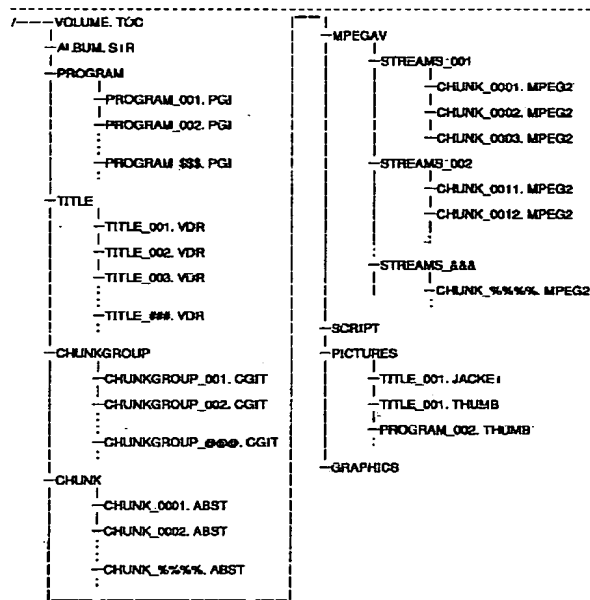 / VOLUME. TOC
ALBUM. STR
PROGRAM
PROGRAM_001. PGI
PROGRAM_002. PGI
PROGRAM_$$$. PGI
TITLE
TITLE_001. VDR
TITLE_002. VDR
TITLE_003. VDR
TITLE_###. VDR
CHUNKGROUP
CHUNKGROUP_001. CGIT
CHUNKGROUP_002. CGIT
CHUNKGROUP_@@@. CGIT
CHUNK
CHUNK_0001. ABST
CHUNK_0002. ABST
CHUNK_%%%%. ABST
MPEGAV
STREAMS_001
CHUNK_0001. MPEG2
CHUNK_0002. MPEG2
CHUNK_0003. MPEG2
STREAMS_002
CHUNK_0011. MPEG2
CHUNK_0012. MPEG2
STREAMS_&&&
CHUNK_%%%%. MPEG2
SCRIPT
PICTURES
TITLE_001. JACKET
TITLE_001. THUMB
PROGRAM_002. THUMB
GRAPHICS